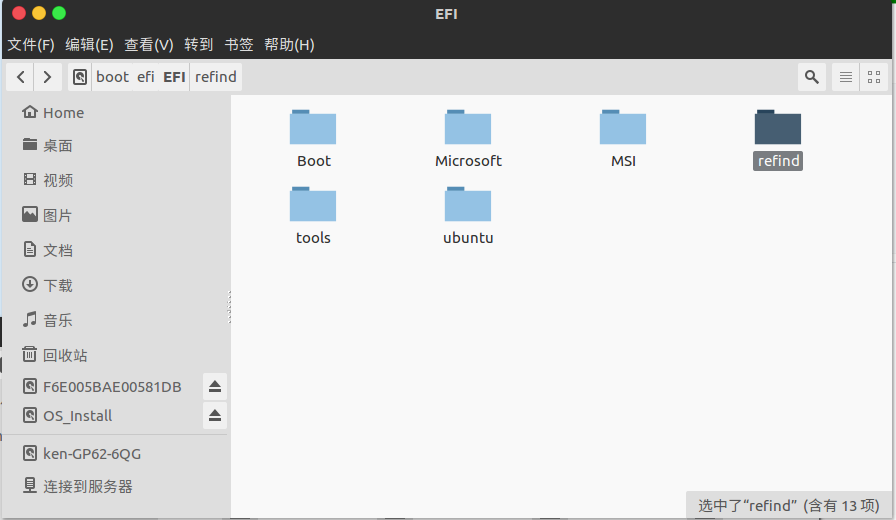 EFI
文件(F) 编辑(E) 查看(V) 转到 书签 帮助(H)
boot efi EFI refind
Home
桌面
视频
图片
文档
下载
音乐
回收站
F6E005BAE00581DB
OS_Install
ken-GP62-6QG
连接到服务器
Boot Microsoft MSI refind
tools ubuntu
选中了“refind” (含有 13 项)